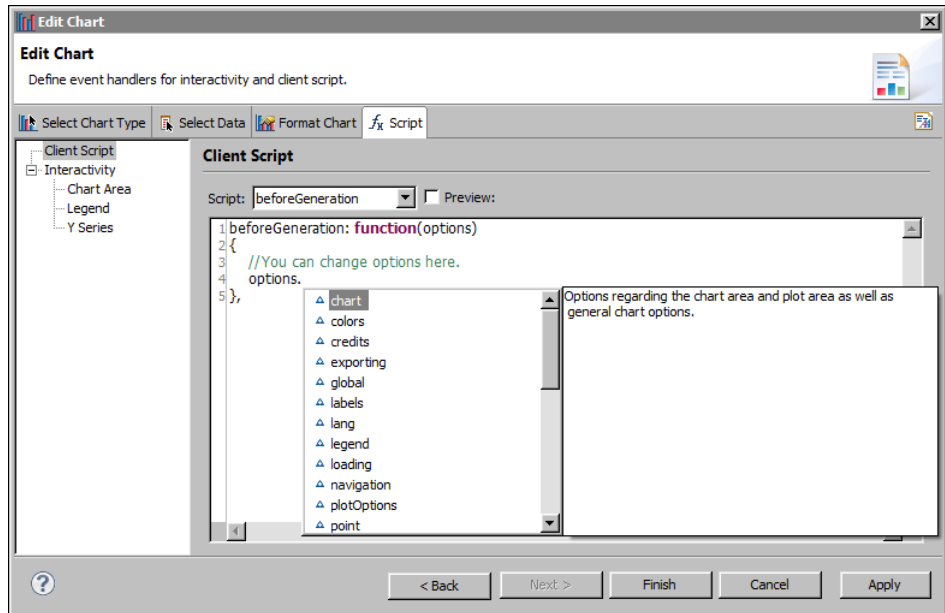 Edit Chart
Edit Chart
Define event handlers for interactivity and client script.
Select Chart Type Select Data Format Chart fx Script
Client Script
Interactivity
Chart Area
Legend
Y Series
Client Script
Script: beforeGeneration Preview:
1 beforeGeneration: function(options)
2 {
3 //You can change options here.
4 options.
5 },
chart
colors
credits
exporting
global
labels
lang
legend
loading
navigation
plotOptions
point
Options regarding the chart area and plot area as well as
general chart options.
? < Back Next > Finish Cancel Apply